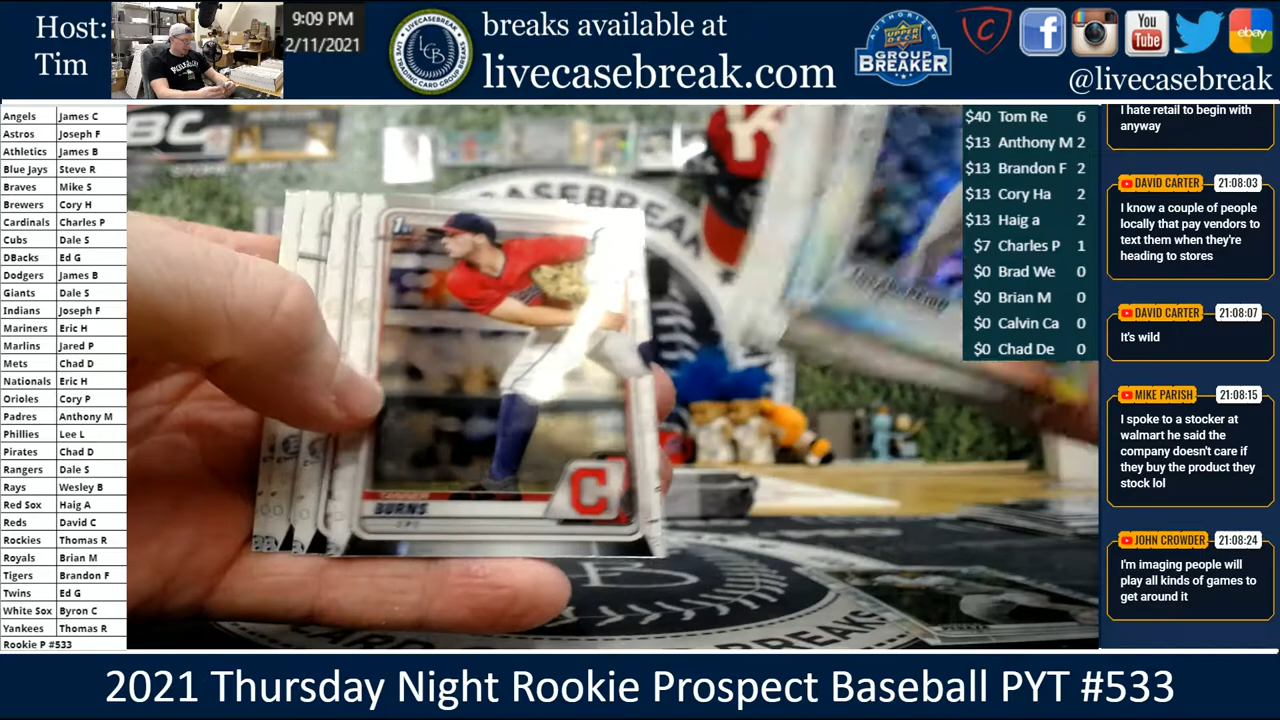 Host:
Tim
9:09 PM
2/11/2021
LIVECASEBREAK
LCB
breaks available at
livecasebreak.com
AUTHORIZED
UPPER DECK
GROUP BREAKER
You
Tube
ebay
@livecasebreak
Angels James C
Astros Joseph F
Athletics James B
Blue Jays Steve R
Braves Mike S
Brewers Cory H
Cardinals Charles P
Cubs Dale S
DBacks Ed G
Dodgers James B
Giants Dale S
Indians Joseph F
Mariners Eric H
Marlins Jared P
Mets Chad D
Nationals Eric H
Orioles Cory P
Padres Anthony M
Phillies Lee L
Pirates Chad D
Rangers Dale S
Rays Wesley B
Red Sox Haig A
Reds David C
Rockies Thomas R
Royals Brian M
Tigers Brandon F
Twins Ed G
White Sox Byron C
Yankees Thomas R
Rookie P #533
1st
C
TANNER
BURNS
$40 Tom Re 6
$13 Anthony M 2
$13 Brandon F 2
$13 Cory Ha 2
$13 Haig a 2
$7 Charles P 1
$0 Brad We 0
$0 Brian M 0
$0 Calvin Ca 0
$0 Chad De 0
I hate retail to begin with
anyway
DAVID CARTER 21:08:03
I know a couple of people
locally that pay vendors to
text them when they're
heading to stores
DAVID CARTER 21:08:07
It's wild
MIKE PARISH 21:08:15
I spoke to a stocker at
walmart he said the
company doesn't care if
they buy the product they
stock lol
JOHN CROWDER 21:08:24
I'm imaging people will
play all kinds of games to
get around it
2021 Thursday Night Rookie Prospect Baseball PYT #533